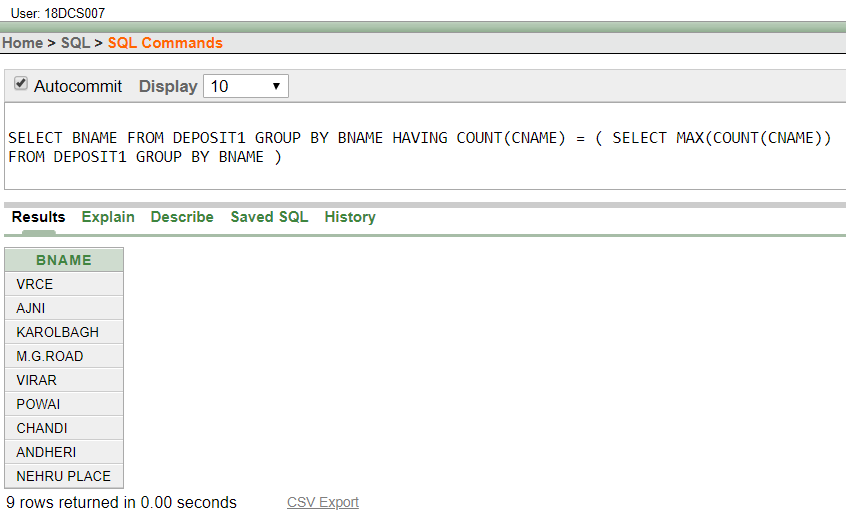 User: 18DCS007
Home > SQL > SQL Commands
Autocommit Display 10
SELECT BNAME FROM DEPOSIT1 GROUP BY BNAME HAVING COUNT(CNAME) = ( SELECT MAX(COUNT(CNAME))
FROM DEPOSIT1 GROUP BY BNAME )
Results Explain Describe Saved SQL History
BNAME
VRCE
AJNI
KAROLBAGH
M.G.ROAD
VIRAR
POWAI
CHANDI
ANDHERI
NEHRU PLACE
9 rows returned in 0.00 seconds CSV Export